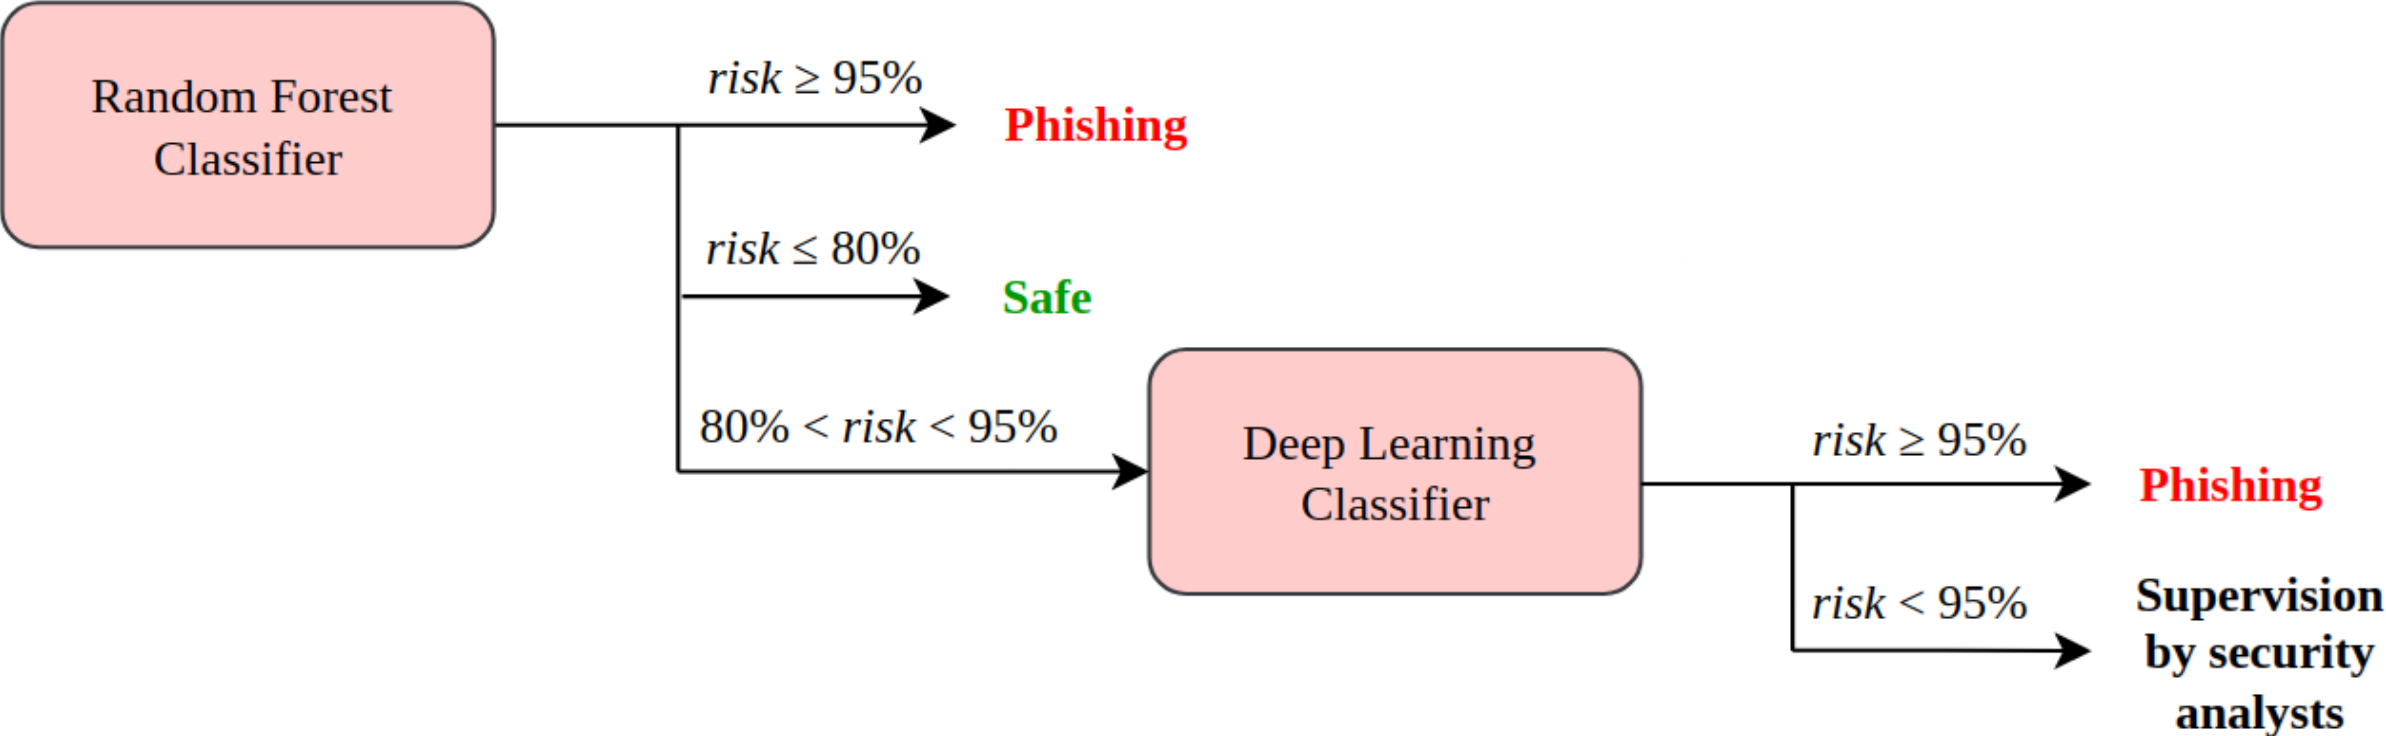 Random Forest
Classifier
risk ≥ 95%
Phishing
risk ≤ 80%
Safe
80% < risk < 95%
Deep Learning
Classifier
risk ≥ 95%
Phishing
risk < 95%
Supervision
by security
analysts